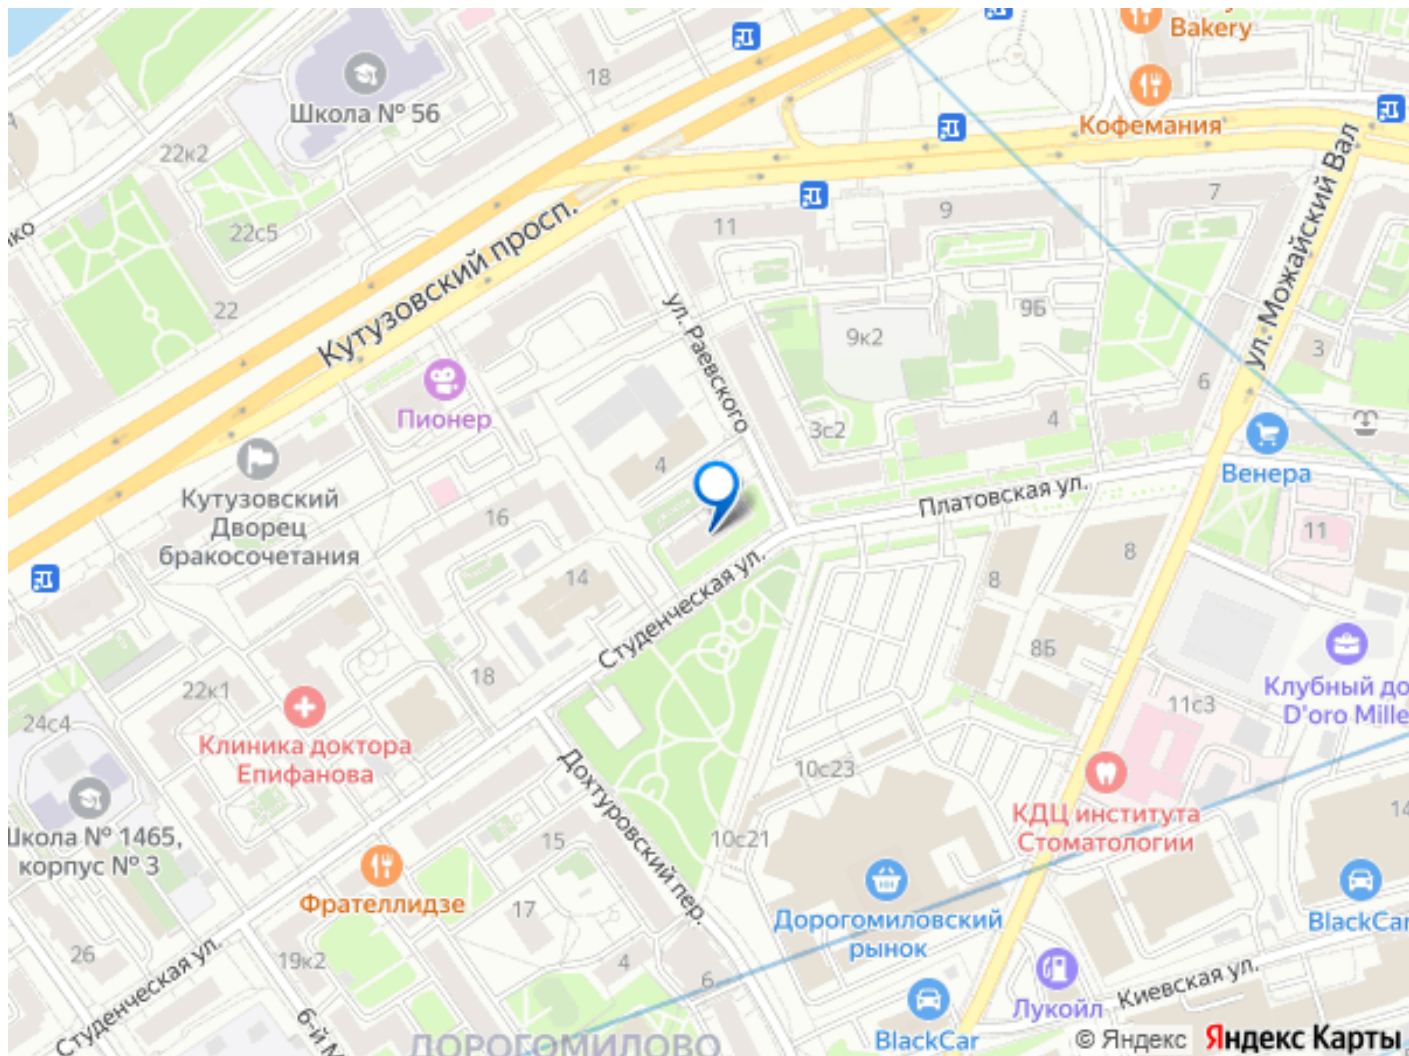 Bakery
18
Школа № 56
Кофемания
22к2
ул. Можайский Вал
7
9
11
22с5
ко
Кутузовский просп.
22
ул. Раевского
9Б
9к2
3
6
Пионер
3с2
4
4
Венера
Кутузовский
Дворец
бракосочетания
16
Платовская ул.
11
8
8
14
Студенческая ул.
8Б
18
22к1
24с4
Клубный до
D'oro Mille
11с3
Клиника доктора
Епифанова
Дохтуровский пер.
10с23
КДЦ института
Стоматологии
14
Школа № 1465,
корпус № 3
15
10с21
Фрателлидзе
17
Дорогомиловский
рынок
BlackCar
26
19к2
4
6
Студенческая ул.
6-й М
Лукойл
Киевская ул.
ДОРОГОМИЛОВО
BlackCar
© Яндекс Яндекс Карты